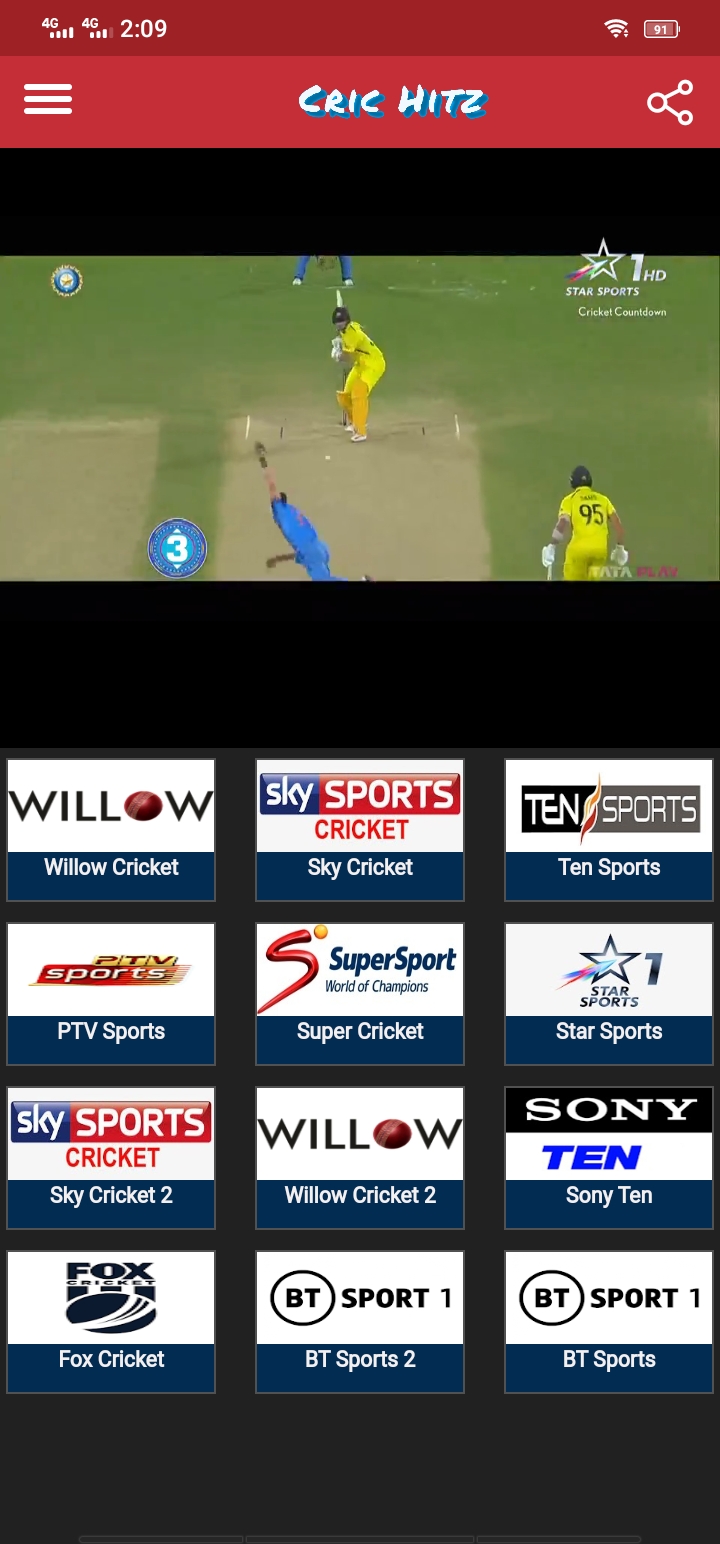 4G 4G 2:09 91
Cric Hitz
1 HD
STAR SPORTS
Cricket Countdown
95
3
TATA PLAY
WILLOW
Willow Cricket
sky SPORTS
CRICKET
Sky Cricket
TEN SPORTS
Ten Sports
PTV
sports
PTV Sports
SuperSport
World of Champions
Super Cricket
1
STAR
SPORTS
Star Sports
sky SPORTS
CRICKET
Sky Cricket 2
WILLOW
Willow Cricket 2
SONY
TEN
Sony Ten
FOX
CRICKET
Fox Cricket
BT SPORT 1
BT Sports 2
BT SPORT 1
BT Sports